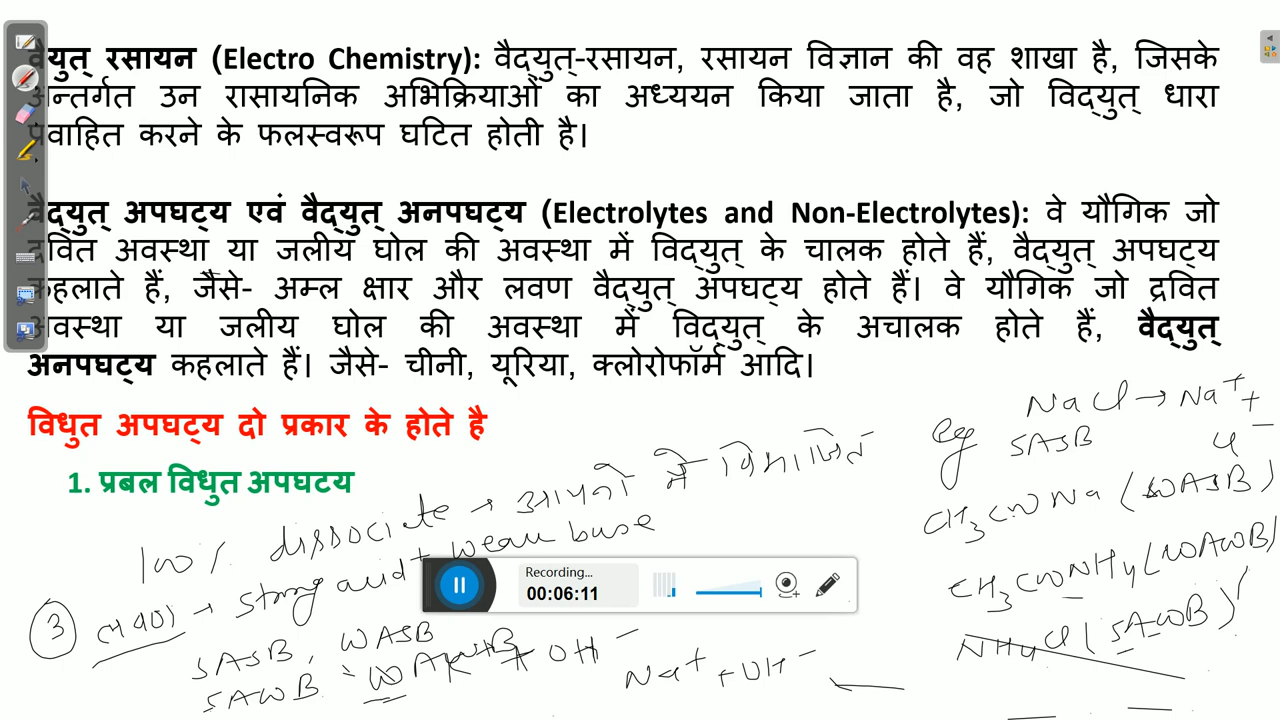 वैद्युत् रसायन (Electro Chemistry): वैद्युत्-रसायन, रसायन विज्ञान की वह शाखा है, जिसके
अन्तर्गत उन रासायनिक अभिक्रियाओं का अध्ययन किया जाता है, जो विद्युत् धारा
प्रवाहित करने के फलस्वरूप घटित होती है।
वैद्युत् अपघट्य एवं वैद्युत् अनपघट्य (Electrolytes and Non-Electrolytes): वे यौगिक जो
द्रवित अवस्था या जलीय घोल की अवस्था में विद्युत् के चालक होते हैं, वैद्युत् अपघट्य
कहलाते हैं, जैसे- अम्ल क्षार और लवण वैद्युत् अपघट्य होते हैं। वे यौगिक जो द्रवित
अवस्था या जलीय घोल की अवस्था में विद्युत् के अचालक होते हैं, वैद्युत्
अनपघट्य कहलाते हैं। जैसे- चीनी, यूरिया, क्लोरोफॉर्म आदि।
विधुत अपघट्य दो प्रकार के होते है
1. प्रबल विधुत अपघटय
eg NaCl → Na⁺ +
SASB Cl⁻
CH₃COONa (WASB)
CH₃COONH₄ (WAWB)
NH₄Cl (SAWB)
100% dissociate → आयनो में विभाजित
③ लवण → strong acid + weak base
SASB, WASB
SAWB, WAWB + OH⁻
Na⁺ + OH⁻
Recording...
00:06:11